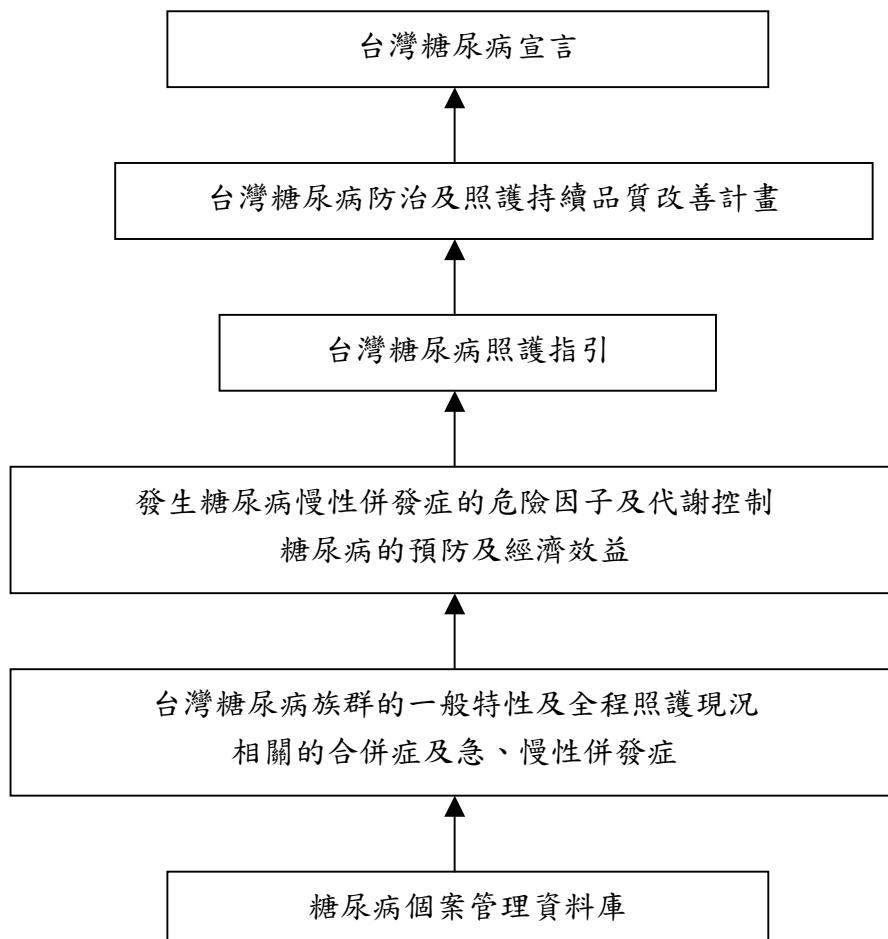 台灣糖尿病宣言
台灣糖尿病防治及照護持續品質改善計畫
台灣糖尿病照護指引
發生糖尿病慢性併發症的危險因子及代謝控制
糖尿病的預防及經濟效益
台灣糖尿病族群的一般特性及全程照護現況
相關的合併症及急、慢性併發症
糖尿病個案管理資料庫